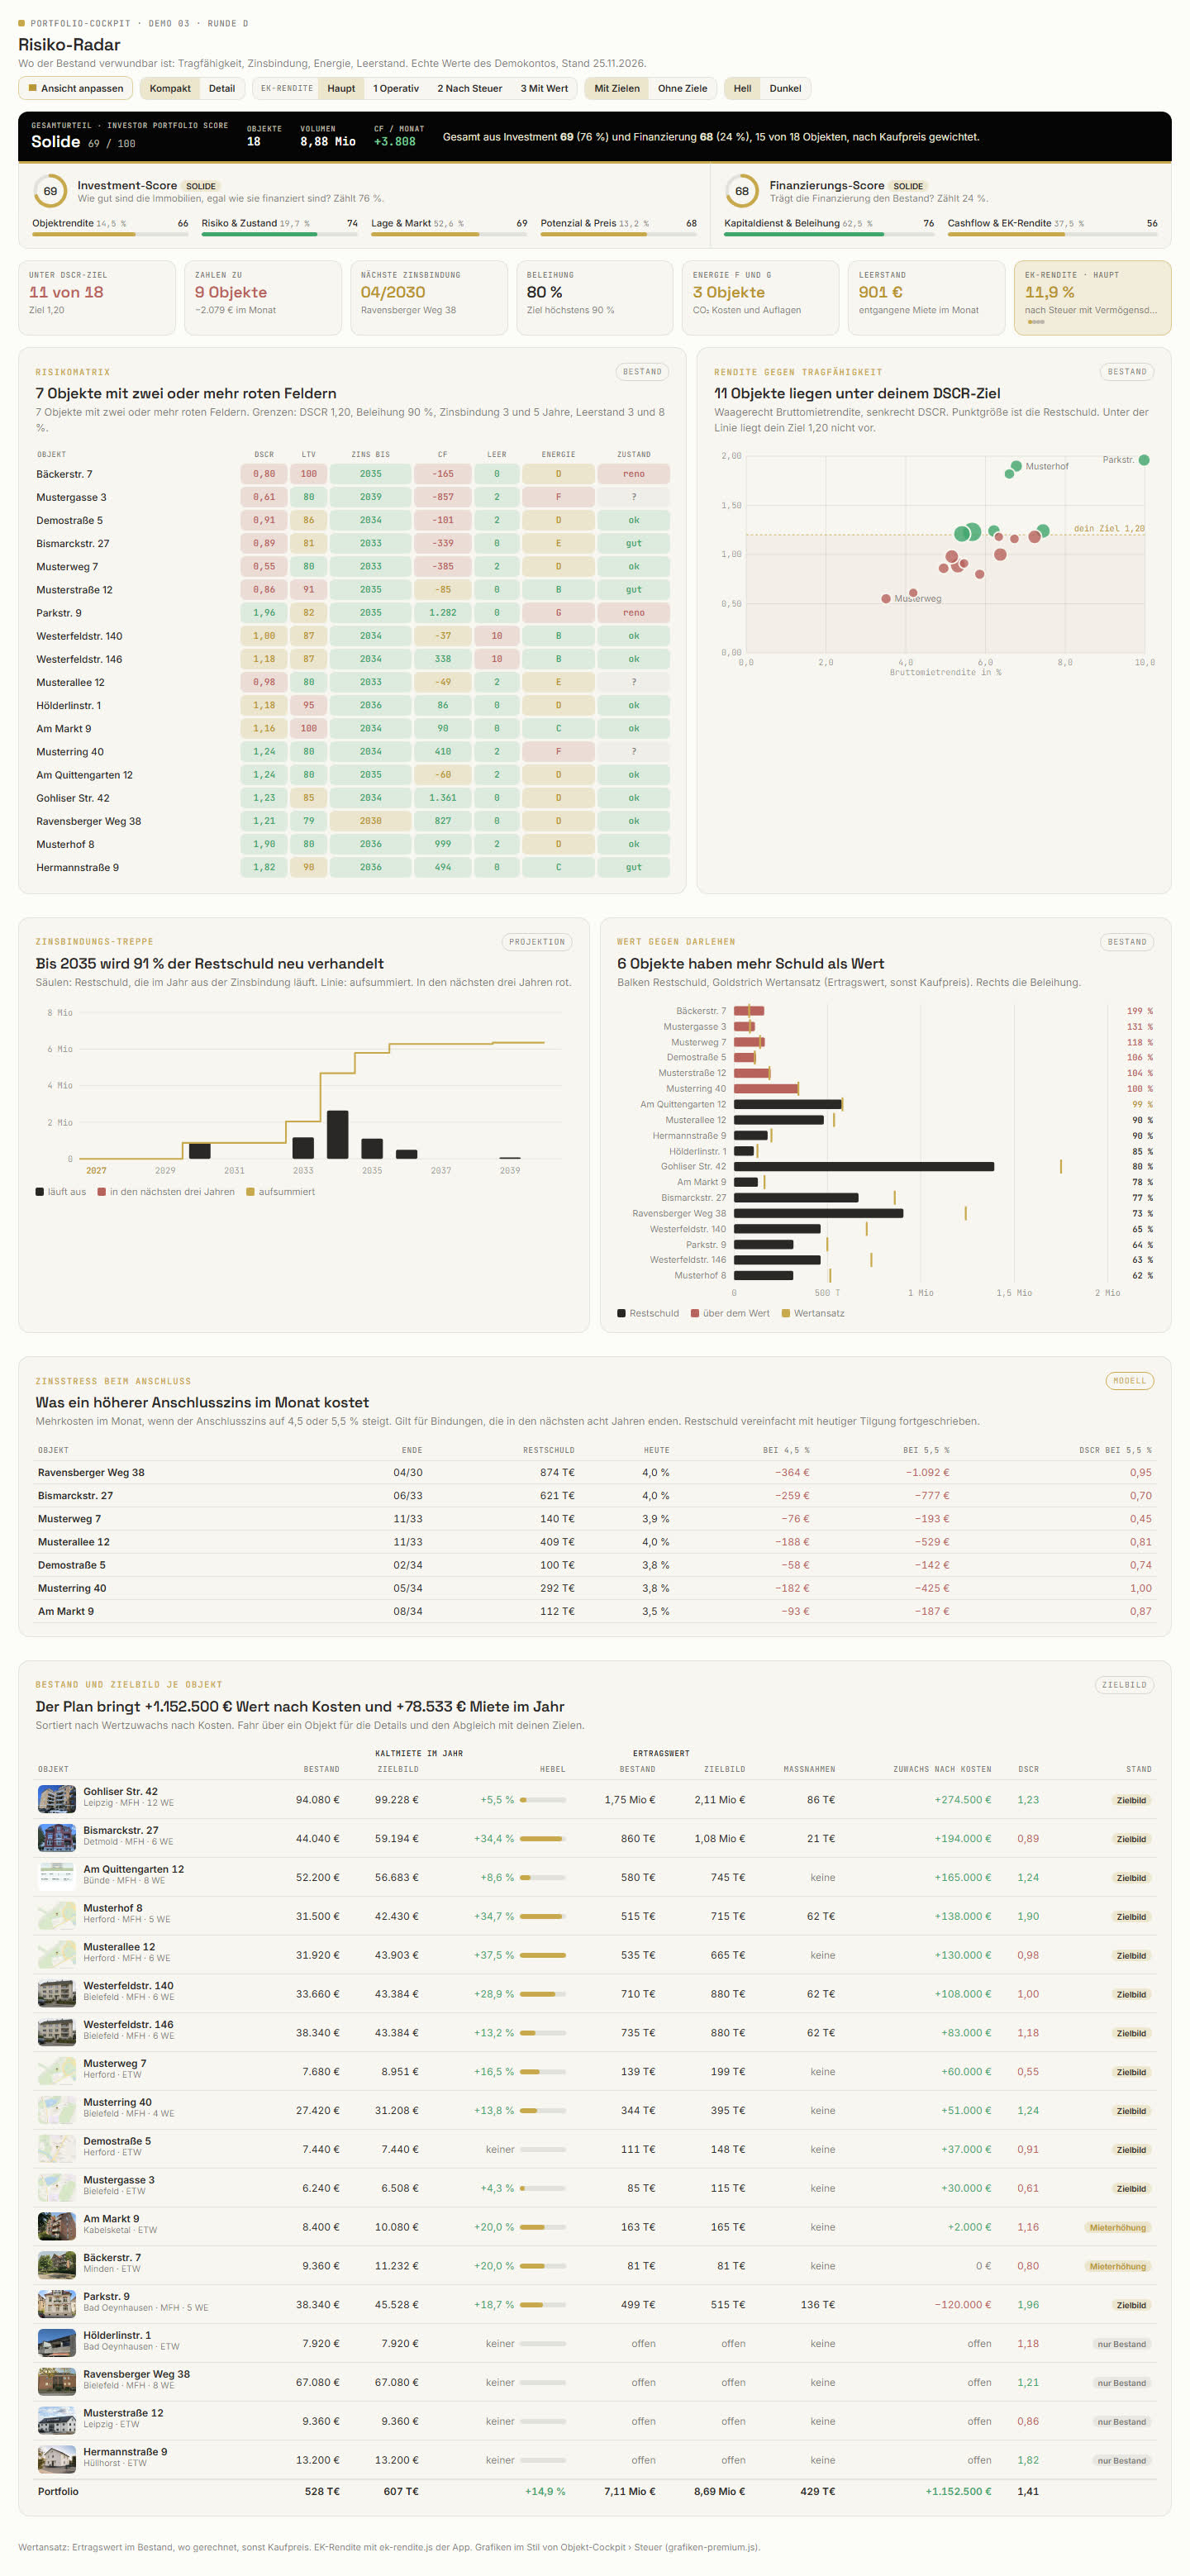 PORTFOLIO-COCKPIT · DEMO 03 · RUNDE D
Risiko-Radar
Wo der Bestand verwundbar ist: Tragfähigkeit, Zinsbindung, Energie, Leerstand. Echte Werte des Demokontos, Stand 25.11.2026.
Ansicht anpassen Kompakt Detail EK-RENDITE Haupt 1 Operativ 2 Nach Steuer 3 Mit Wert Mit Zielen Ohne Ziele Hell Dunkel
GESAMTURTEIL · INVESTOR PORTFOLIO SCORE OBJEKTE VOLUMEN CF / MONAT
Solide 69 / 100 18 8,88 Mio +3.808 Gesamt aus Investment 69 (76 %) und Finanzierung 68 (24 %), 15 von 18 Objekten, nach Kaufpreis gewichtet.
69 Investment-Score SOLIDE
Wie gut sind die Immobilien, egal wie sie finanziert sind? Zählt 76 %.
Objektrendite 14,5 % 66 Risiko & Zustand 19,7 % 74 Lage & Markt 52,6 % 69 Potenzial & Preis 13,2 % 68
68 Finanzierungs-Score SOLIDE
Trägt die Finanzierung den Bestand? Zählt 24 %.
Kapitaldienst & Beleihung 62,5 % 76 Cashflow & EK-Rendite 37,5 % 56
UNTER DSCR-ZIEL
11 von 18
Ziel 1,20
ZAHLEN ZU
9 Objekte
−2.079 € im Monat
NÄCHSTE ZINSBINDUNG
04/2030
Ravensberger Weg 38
BELEIHUNG
80 %
Ziel höchstens 90 %
ENERGIE F UND G
3 Objekte
CO₂ Kosten und Auflagen
LEERSTAND
901 €
entgangene Miete im Monat
EK-RENDITE · HAUPT
11,9 %
nach Steuer mit Vermögensd...
RISIKOMATRIX BESTAND
7 Objekte mit zwei oder mehr roten Feldern
7 Objekte mit zwei oder mehr roten Feldern. Grenzen: DSCR 1,20, Beleihung 90 %, Zinsbindung 3 und 5 Jahre, Leerstand 3 und 8
%.
OBJEKT DSCR LTV ZINS BIS CF LEER ENERGIE ZUSTAND
Bäckerstr. 7 0,80 100 2035 -165 0 D reno
Mustergasse 3 0,61 80 2039 -857 2 F ?
Demostraße 5 0,91 86 2034 -101 2 D ok
Bismarckstr. 27 0,89 81 2033 -339 0 E gut
Musterweg 7 0,55 80 2033 -385 2 D ok
Musterstraße 12 0,86 91 2035 -85 0 B gut
Parkstr. 9 1,96 82 2035 1.282 0 G reno
Westerfeldstr. 140 1,00 87 2034 -37 10 B ok
Westerfeldstr. 146 1,18 87 2034 338 10 B ok
Musterallee 12 0,98 80 2033 -49 2 E ?
Hölderlinstr. 1 1,18 95 2036 86 0 D ok
Am Markt 9 1,16 100 2034 90 0 C ok
Musterring 40 1,24 80 2034 410 2 F ?
Am Quittengarten 12 1,24 80 2035 -60 2 D ok
Gohliser Str. 42 1,23 85 2034 1.361 0 D ok
Ravensberger Weg 38 1,21 79 2030 827 0 D ok
Musterhof 8 1,90 80 2036 999 2 D ok
Hermannstraße 9 1,82 90 2036 494 0 C gut
RENDITE GEGEN TRAGFÄHIGKEIT BESTAND
11 Objekte liegen unter deinem DSCR-Ziel
Waagerecht Bruttomietrendite, senkrecht DSCR. Punktgröße ist die Restschuld. Unter der
Linie liegt dein Ziel 1,20 nicht vor.
2,00 Musterhof Parkstr.
1,50
dein Ziel 1,20
1,00
0,50 Musterweg
0,00
0,0 2,0 4,0 6,0 8,0 10,0
Bruttomietrendite in %
ZINSBINDUNGS-TREPPE PROJEKTION
Bis 2035 wird 91 % der Restschuld neu verhandelt
Säulen: Restschuld, die im Jahr aus der Zinsbindung läuft. Linie: aufsummiert. In den nächsten drei Jahren rot.
8 Mio
6 Mio
4 Mio
2 Mio
0
2027 2029 2031 2033 2035 2037 2039
läuft aus in den nächsten drei Jahren aufsummiert
WERT GEGEN DARLEHEN BESTAND
6 Objekte haben mehr Schuld als Wert
Balken Restschuld, Goldstrich Wertansatz (Ertragswert, sonst Kaufpreis). Rechts die Beleihung.
Bäckerstr. 7 199 %
Mustergasse 3 131 %
Musterweg 7 118 %
Demostraße 5 106 %
Musterstraße 12 104 %
Musterring 40 100 %
Am Quittengarten 12 99 %
Musterallee 12 90 %
Hermannstraße 9 90 %
Hölderlinstr. 1 85 %
Gohliser Str. 42 80 %
Am Markt 9 78 %
Bismarckstr. 27 77 %
Ravensberger Weg 38 73 %
Westerfeldstr. 140 65 %
Parkstr. 9 64 %
Westerfeldstr. 146 63 %
Musterhof 8 62 %
0 500 T 1 Mio 1,5 Mio 2 Mio
Restschuld über dem Wert Wertansatz
ZINSSTRESS BEIM ANSCHLUSS MODELL
Was ein höherer Anschlusszins im Monat kostet
Mehrkosten im Monat, wenn der Anschlusszins auf 4,5 oder 5,5 % steigt. Gilt für Bindungen, die in den nächsten acht Jahren enden. Restschuld vereinfacht mit heutiger Tilgung fortgeschrieben.
OBJEKT ENDE RESTSCHULD HEUTE BEI 4,5 % BEI 5,5 % DSCR BEI 5,5 %
Ravensberger Weg 38 04/30 874 T€ 4,0 % −364 € −1.092 € 0,95
Bismarckstr. 27 06/33 621 T€ 4,0 % −259 € −777 € 0,70
Musterweg 7 11/33 140 T€ 3,9 % −76 € −193 € 0,45
Musterallee 12 11/33 409 T€ 4,0 % −188 € −529 € 0,81
Demostraße 5 02/34 100 T€ 3,8 % −58 € −142 € 0,74
Musterring 40 05/34 292 T€ 3,8 % −182 € −425 € 1,00
Am Markt 9 08/34 112 T€ 3,5 % −93 € −187 € 0,87
BESTAND UND ZIELBILD JE OBJEKT ZIELBILD
Der Plan bringt +1.152.500 € Wert nach Kosten und +78.533 € Miete im Jahr
Sortiert nach Wertzuwachs nach Kosten. Fahr über ein Objekt für die Details und den Abgleich mit deinen Zielen.
KALTMIETE IM JAHR ERTRAGSWERT
OBJEKT BESTAND ZIELBILD HEBEL BESTAND ZIELBILD MASSNAHMEN ZUWACHS NACH KOSTEN DSCR STAND
Gohliser Str. 42
Leipzig · MFH · 12 WE
94.080 € 99.228 € +5,5 % 1,75 Mio € 2,11 Mio € 86 T€ +274.500 € 1,23 Zielbild
Bismarckstr. 27
Detmold · MFH · 6 WE
44.040 € 59.194 € +34,4 % 860 T€ 1,08 Mio € 21 T€ +194.000 € 0,89 Zielbild
Am Quittengarten 12
Bünde · MFH · 8 WE
52.200 € 56.683 € +8,6 % 580 T€ 745 T€ keine +165.000 € 1,24 Zielbild
Musterhof 8
Herford · MFH · 5 WE
31.500 € 42.430 € +34,7 % 515 T€ 715 T€ 62 T€ +138.000 € 1,90 Zielbild
Musterallee 12
Herford · MFH · 6 WE
31.920 € 43.903 € +37,5 % 535 T€ 665 T€ keine +130.000 € 0,98 Zielbild
Westerfeldstr. 140
Bielefeld · MFH · 6 WE
33.660 € 43.384 € +28,9 % 710 T€ 880 T€ 62 T€ +108.000 € 1,00 Zielbild
Westerfeldstr. 146
Bielefeld · MFH · 6 WE
38.340 € 43.384 € +13,2 % 735 T€ 880 T€ 62 T€ +83.000 € 1,18 Zielbild
Musterweg 7
Herford · ETW
7.680 € 8.951 € +16,5 % 139 T€ 199 T€ keine +60.000 € 0,55 Zielbild
Musterring 40
Bielefeld · MFH · 4 WE
27.420 € 31.208 € +13,8 % 344 T€ 395 T€ keine +51.000 € 1,24 Zielbild
Demostraße 5
Herford · ETW
7.440 € 7.440 € keiner 111 T€ 148 T€ keine +37.000 € 0,91 Zielbild
Mustergasse 3
Bielefeld · ETW
6.240 € 6.508 € +4,3 % 85 T€ 115 T€ keine +30.000 € 0,61 Zielbild
Am Markt 9
Kabelsketal · ETW
8.400 € 10.080 € +20,0 % 163 T€ 165 T€ keine +2.000 € 1,16 Mieterhöhung
Bäckerstr. 7
Minden · ETW
9.360 € 11.232 € +20,0 % 81 T€ 81 T€ keine 0 € 0,80 Mieterhöhung
Parkstr. 9
Bad Oeynhausen · MFH · 5 WE
38.340 € 45.528 € +18,7 % 499 T€ 515 T€ 136 T€ −120.000 € 1,96 Zielbild
Hölderlinstr. 1
Bad Oeynhausen · ETW
7.920 € 7.920 € keiner offen offen keine offen 1,18 nur Bestand
Ravensberger Weg 38
Bielefeld · MFH · 8 WE
67.080 € 67.080 € keiner offen offen keine offen 1,21 nur Bestand
Musterstraße 12
Leipzig · ETW
9.360 € 9.360 € keiner offen offen keine offen 0,86 nur Bestand
Hermannstraße 9
Hüllhorst · ETW
13.200 € 13.200 € keiner offen offen keine offen 1,82 nur Bestand
Portfolio 528 T€ 607 T€ +14,9 % 7,11 Mio € 8,69 Mio € 429 T€ +1.152.500 € 1,41
Wertansatz: Ertragswert im Bestand, wo gerechnet, sonst Kaufpreis. EK-Rendite mit ek-rendite.js der App. Grafiken im Stil von Objekt-Cockpit › Steuer (grafiken-premium.js).